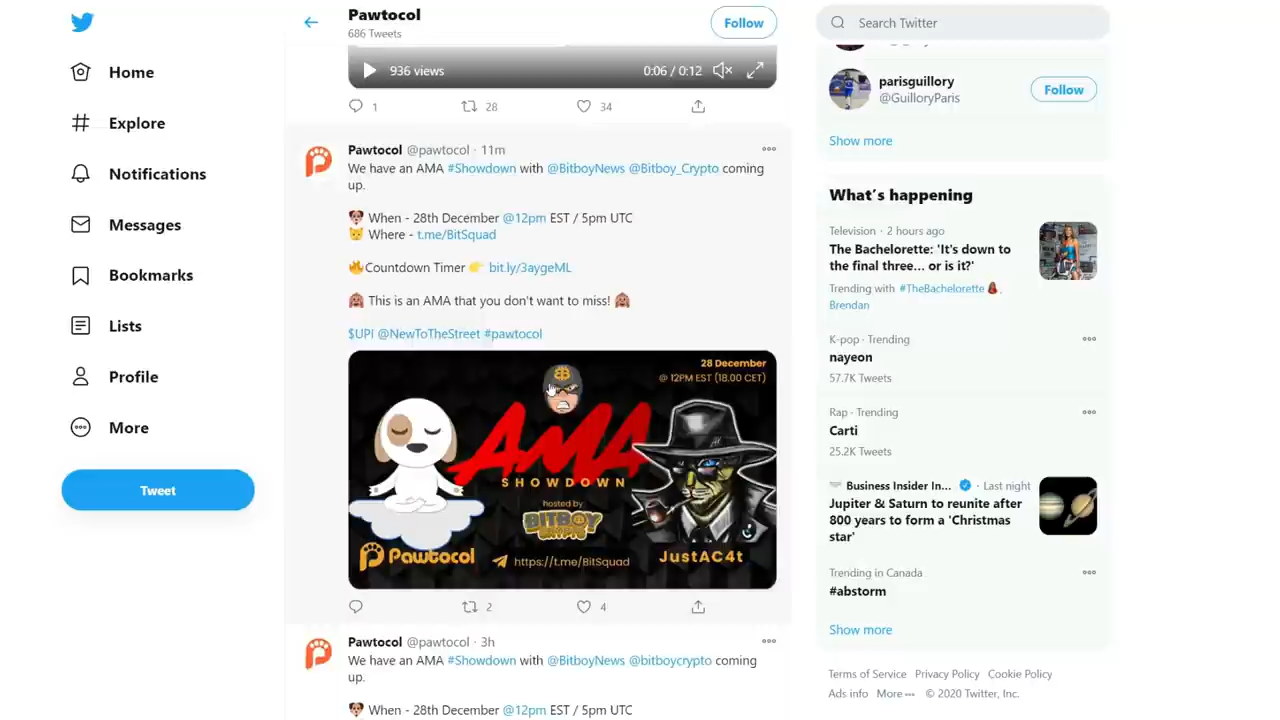 Pawtocol
686 Tweets
Follow
Search Twitter
Home
Explore
Notifications
Messages
Bookmarks
Lists
Profile
More
Tweet
936 views
0:06 / 0:12
1
28
34
Pawtocol @pawtocol · 11m
We have an AMA #Showdown with @BitboyNews @Bitboy_Crypto coming
up.
When - 28th December @12pm EST / 5pm UTC
Where - t.me/BitSquad
Countdown Timer bit.ly/3aygeML
This is an AMA that you don't want to miss!
$UPI @NewToTheStreet #pawtocol
28 December
@ 12PM EST (18.00 CET)
AMA
SHOWDOWN
hosted by
BITBOY
CRYPTO
Pawtocol
https://t.me/BitSquad
JustAC4t
2
4
Pawtocol @pawtocol · 3h
We have an AMA #Showdown with @BitboyNews @bitboycrypto coming
up.
When - 28th December @12pm EST / 5pm UTC
parisguillory
@GuilloryParis
Follow
Show more
What's happening
Television · 2 hours ago
The Bachelorette: 'It's down to
the final three... or is it?'
Trending with #TheBachelorette ,
Brendan
K-pop · Trending
nayeon
57.7K Tweets
Rap · Trending
Carti
25.2K Tweets
Business Insider In... · Last night
Jupiter & Saturn to reunite after
800 years to form a 'Christmas
star'
Trending in Canada
#abstorm
Show more
Terms of Service Privacy Policy Cookie Policy
Ads info More ··· © 2020 Twitter, Inc.